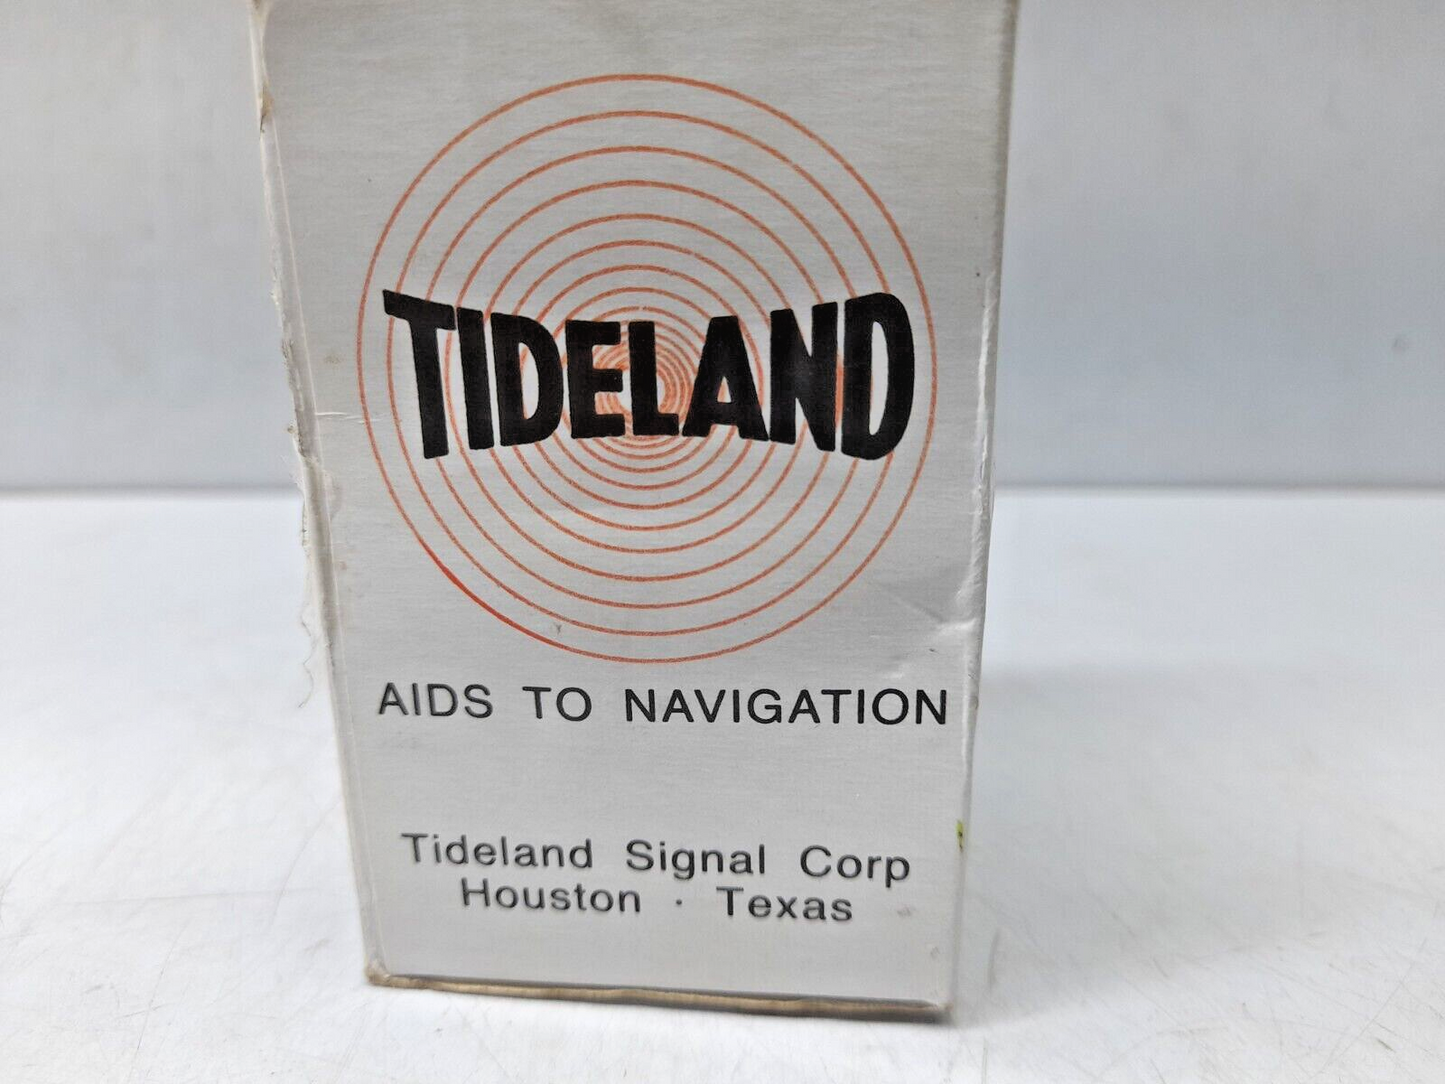 TIDELAND
AIDS TO NAVIGATION
Tideland Signal Corp
Houston · Texas